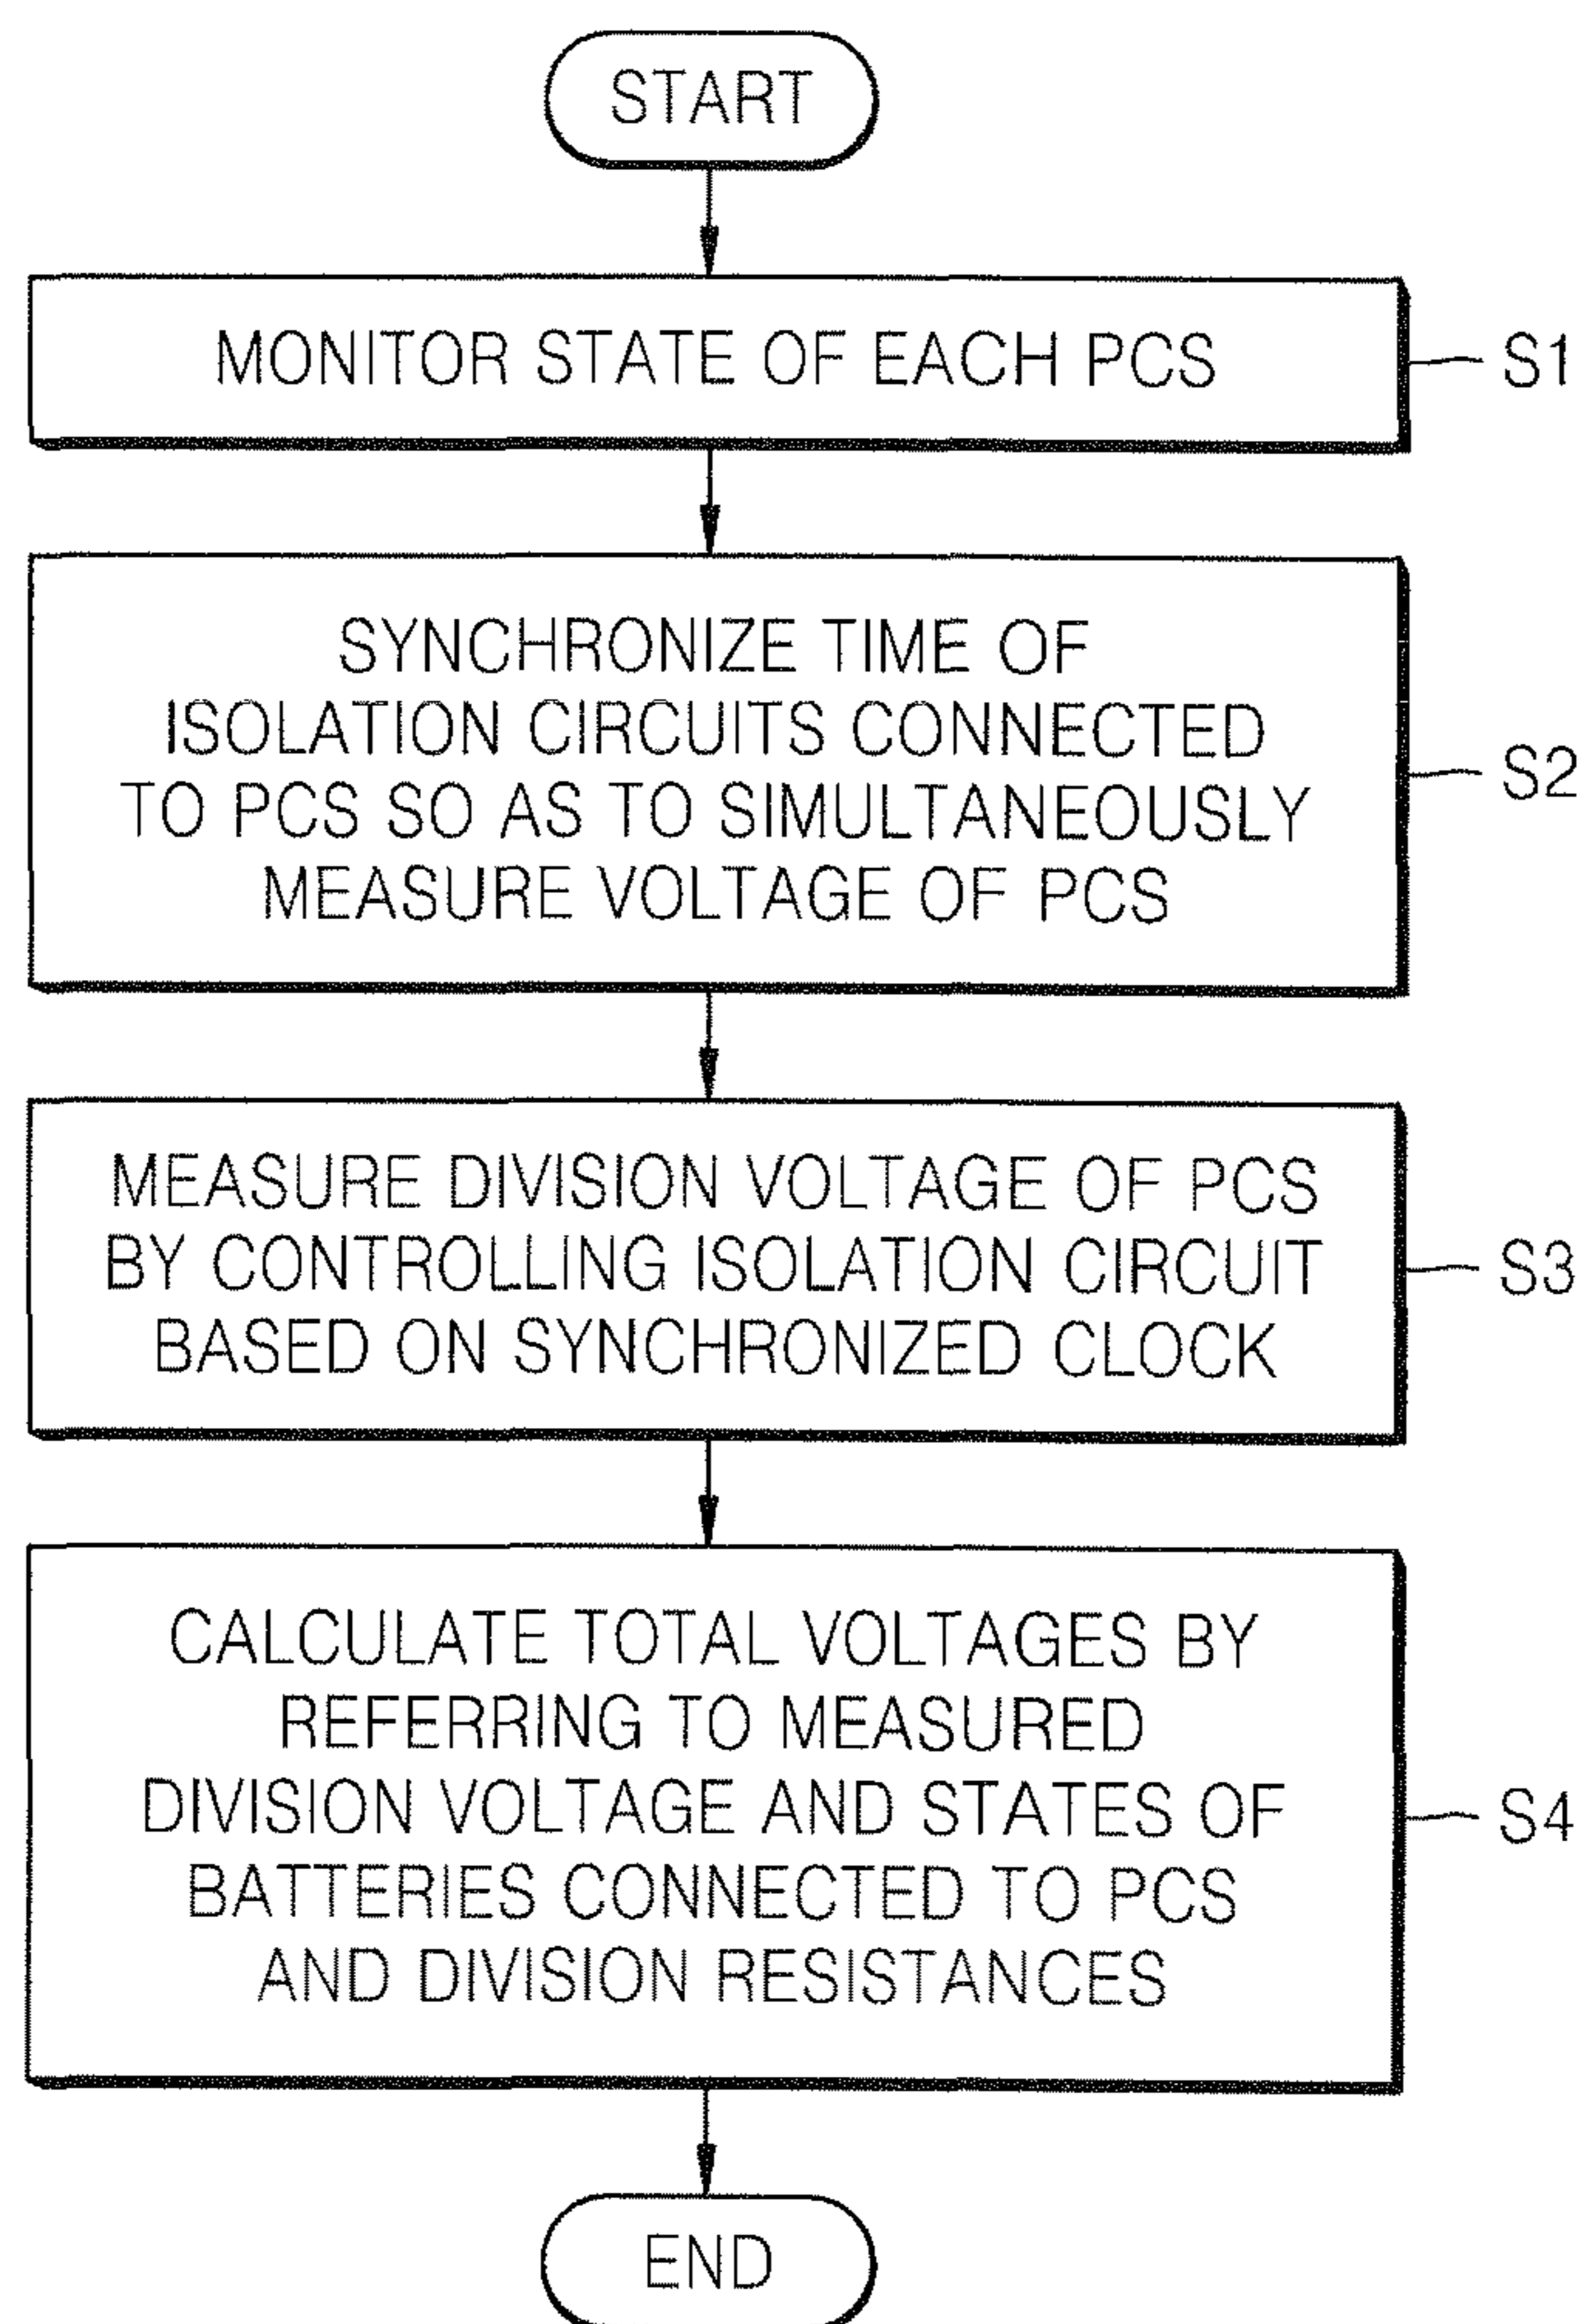 START
MONITOR STATE OF EACH PCS
S1
SYNCHRONIZE TIME OF
ISOLATION CIRCUITS CONNECTED
TO PCS SO AS TO SIMULTANEOUSLY
MEASURE VOLTAGE OF PCS
S2
MEASURE DIVISION VOLTAGE OF PCS
BY CONTROLLING ISOLATION CIRCUIT
BASED ON SYNCHRONIZED CLOCK
S3
CALCULATE TOTAL VOLTAGES BY
REFERRING TO MEASURED
DIVISION VOLTAGE AND STATES OF
BATTERIES CONNECTED TO PCS
AND DIVISION RESISTANCES
S4
END